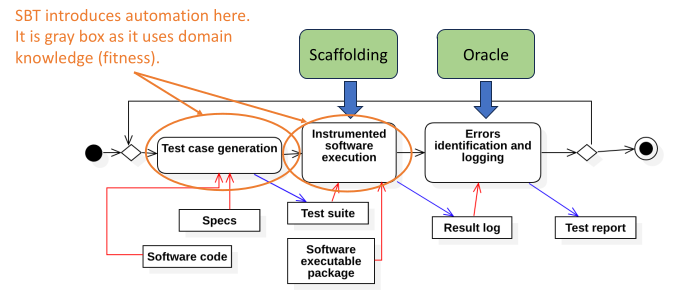 SBT introduces automation here.
It is gray box as it uses domain
knowledge (fitness).
Scaffolding
Oracle
Test case generation
Instrumented
software
execution
Errors
identification and
logging
Specs
Test suite
Result log
Test report
Software code
Software
executable
package